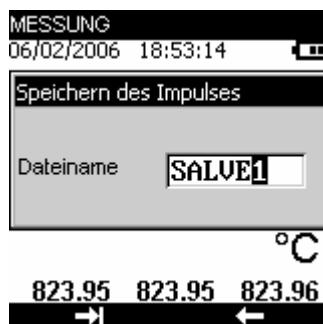 MESSUNG
06/02/2006 18:53:14
Speichern des Impulses
Dateiname SALVE1
°C
823.95 823.95 823.96